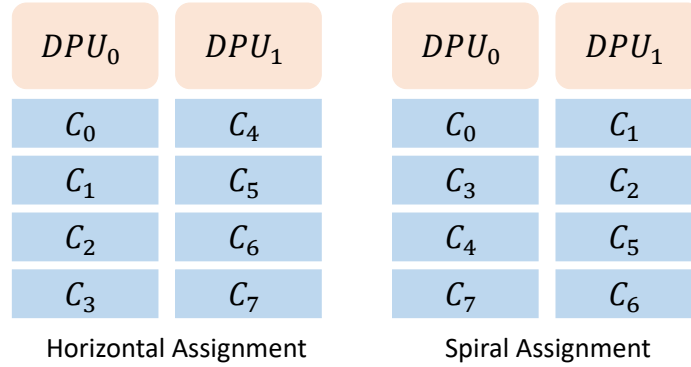 DPU₀ DPU₁ DPU₀ DPU₁
C₀ C₄ C₀ C₁
C₁ C₅ C₃ C₂
C₂ C₆ C₄ C₅
C₃ C₇ C₇ C₆
Horizontal Assignment Spiral Assignment